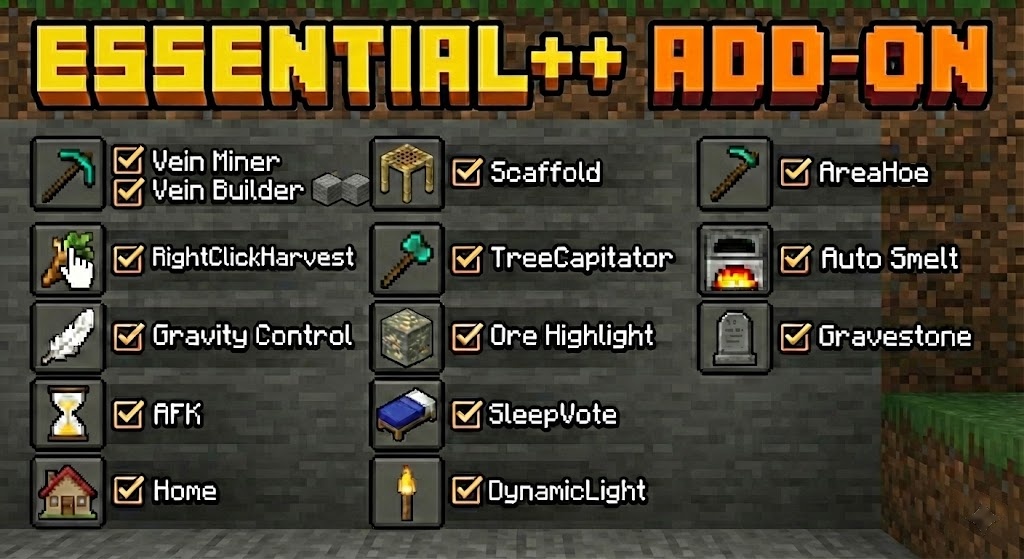 ESSENTIAL++ ADD-ON
Vein Miner
Vein Builder
RightClickHarvest
Gravity Control
AFK
Home
Scaffold
TreeCapitator
Ore Highlight
SleepVote
DynamicLight
AreaHoe
Auto Smelt
Gravestone